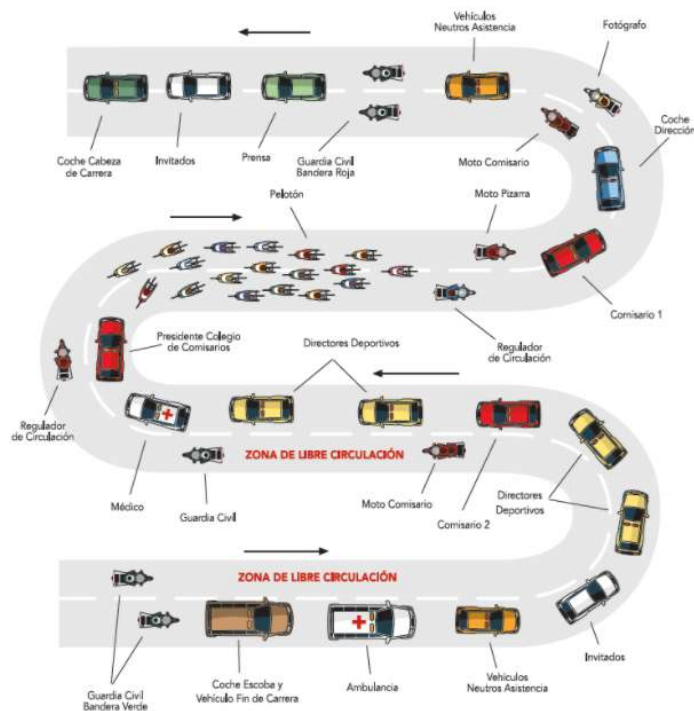 Vehículos
Neutros Asistencia
Fotógrafo
Coche
Dirección
Coche Cabeza
de Carrera
Invitados
Prensa
Guardia Civil
Bandera Roja
Moto Comisario
Pelotón
Moto Pizarra
Comisario 1
Presidente Colegio
de Comisarios
Directores Deportivos
Regulador
de Circulación
Regulador
de Circulación
ZONA DE LIBRE CIRCULACIÓN
Médico
Guardia Civil
Moto Comisario
Comisario 2
Directores
Deportivos
ZONA DE LIBRE CIRCULACIÓN
Guardia Civil
Bandera Verde
Coche Escoba y
Vehículo Fin de Carrera
Ambulancia
Vehículos
Neutros Asistencia
Invitados